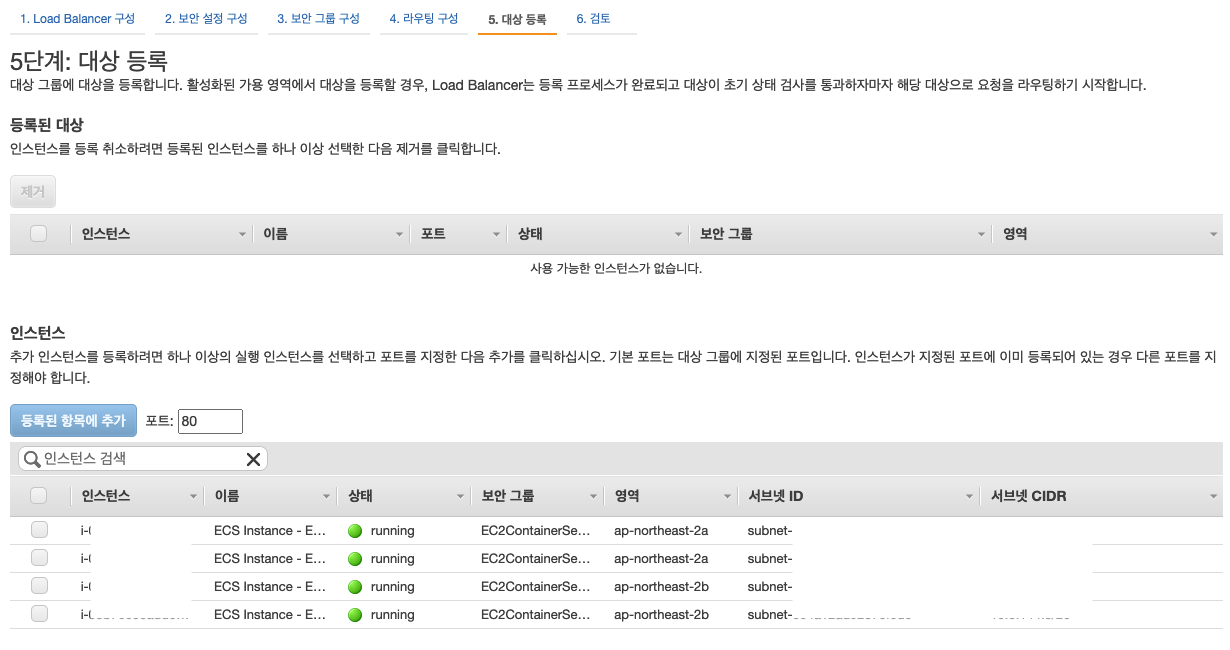 1. Load Balancer 구성 2. 보안 설정 구성 3. 보안 그룹 구성 4. 라우팅 구성 5. 대상 등록 6. 검토
5단계: 대상 등록
대상 그룹에 대상을 등록합니다. 활성화된 가용 영역에서 대상을 등록할 경우, Load Balancer는 등록 프로세스가 완료되고 대상이 초기 상태 검사를 통과하자마자 해당 대상으로 요청을 라우팅하기 시작합니다.
등록된 대상
인스턴스를 등록 취소하려면 등록된 인스턴스를 하나 이상 선택한 다음 제거를 클릭합니다.
제거
인스턴스 이름 포트 상태 보안 그룹 영역
사용 가능한 인스턴스가 없습니다.
인스턴스
추가 인스턴스를 등록하려면 하나 이상의 실행 인스턴스를 선택하고 포트를 지정한 다음 추가를 클릭하십시오. 기본 포트는 대상 그룹에 지정된 포트입니다. 인스턴스가 지정된 포트에 이미 등록되어 있는 경우 다른 포트를 지
정해야 합니다.
등록된 항목에 추가 포트: 80
인스턴스 검색
인스턴스 이름 상태 보안 그룹 영역 서브넷 ID 서브넷 CIDR
i- ECS Instance - E... running EC2ContainerSe... ap-northeast-2a subnet-
i- ECS Instance - E... running EC2ContainerSe... ap-northeast-2a subnet-
i- ECS Instance - E... running EC2ContainerSe... ap-northeast-2b subnet-
i- ECS Instance - E... running EC2ContainerSe... ap-northeast-2b subnet-